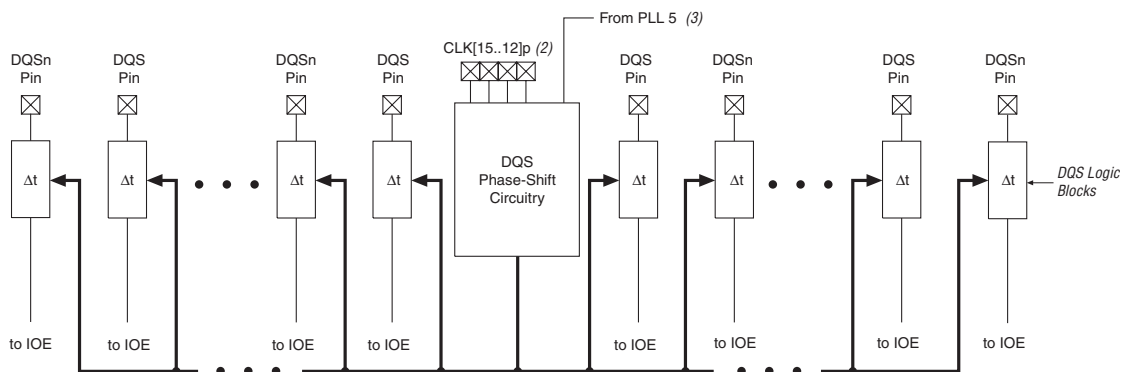 From PLL 5 (3)
CLK[15..12]p (2)
DQSn
Pin
DQS
Pin
DQSn
Pin
DQS
Pin
DQS
Pin
DQSn
Pin
DQS
Pin
DQSn
Pin
Δt
Δt
Δt
Δt
DQS
Phase-Shift
Circuitry
Δt
Δt
Δt
Δt
DQS Logic
Blocks
to IOE
to IOE
to IOE
to IOE
to IOE
to IOE
to IOE
to IOE